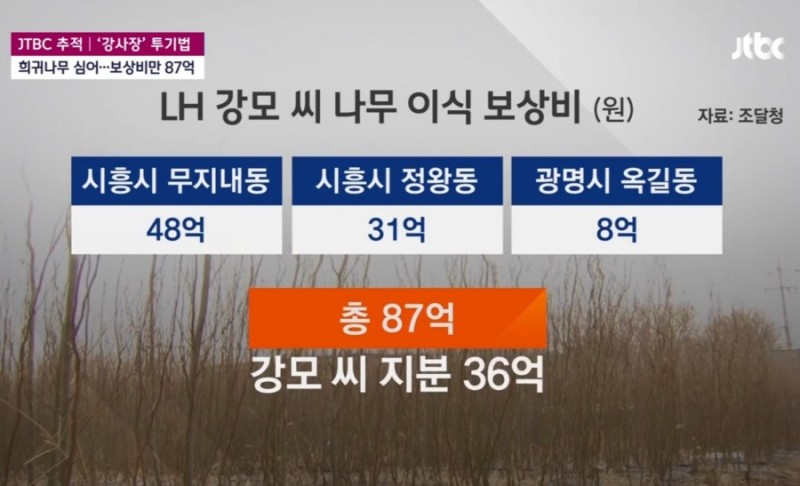 JTBC 추적 | ‘강사장’ 투기법
희귀나무 심어…보상비만 87억
jtbc
LH 강모 씨 나무 이식 보상비 (원)
자료: 조달청
시흥시 무지내동
48억
시흥시 정왕동
31억
광명시 옥길동
8억
총 87억
강모 씨 지분 36억